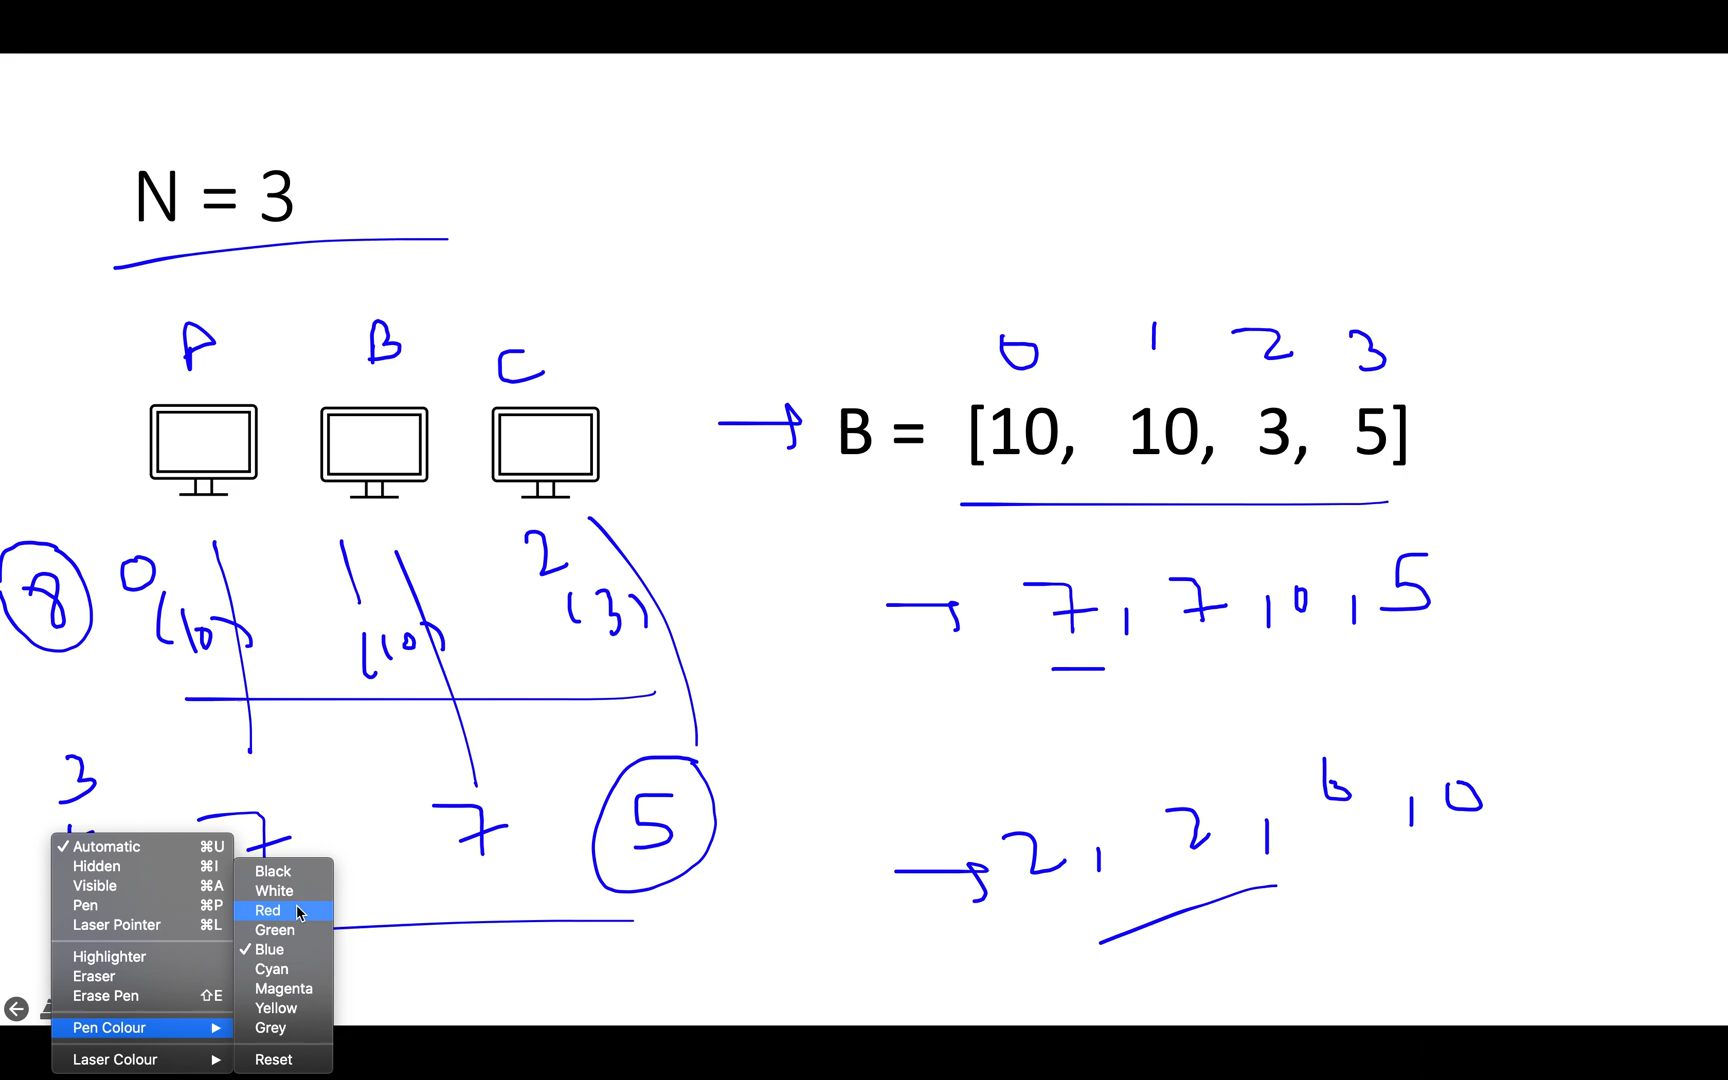 N = 3
A B C
0 1 2 3
B = [10, 10, 3, 5]
8 0 1 2
(10) (10) (3)
→ 7, 7, 0, 5
3
7 7 5
→ 2, 2, 0, 0
✓ Automatic ⌘U
Hidden ⌘I
Visible ⌘A
Pen ⌘P
Laser Pointer ⌘L
Highlighter
Eraser
Erase Pen ⇧E
Pen Colour ▶
Laser Colour ▶
Black
White
Red
Green
✓ Blue
Cyan
Magenta
Yellow
Grey
Reset